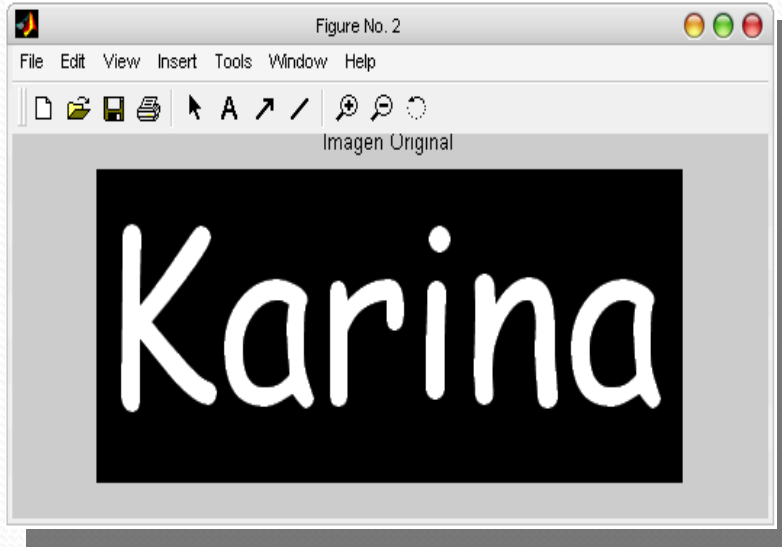 Figure No. 2
File Edit View Insert Tools Window Help
A
Imagen Original
Karina